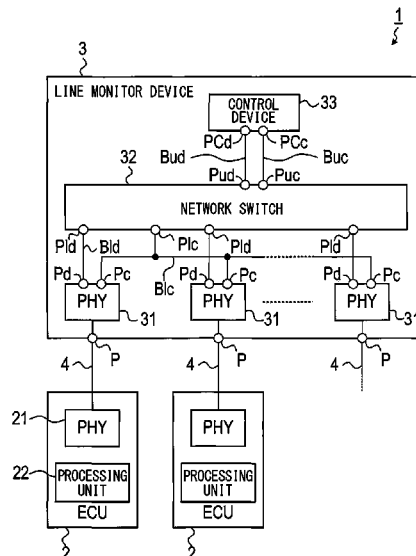 1
3
LINE MONITOR DEVICE
CONTROL DEVICE
33
PCd
PCc
Bud
Buc
32
Pud
Puc
NETWORK SWITCH
Pld
Bld
Plc
Pld
Pld
Pd
Pc
Blc
Pd
Pc
Pd
Pc
PHY
PHY
PHY
31
31
31
P
P
P
4
4
4
21
PHY
PHY
22
PROCESSING UNIT
PROCESSING UNIT
ECU
ECU
2
2